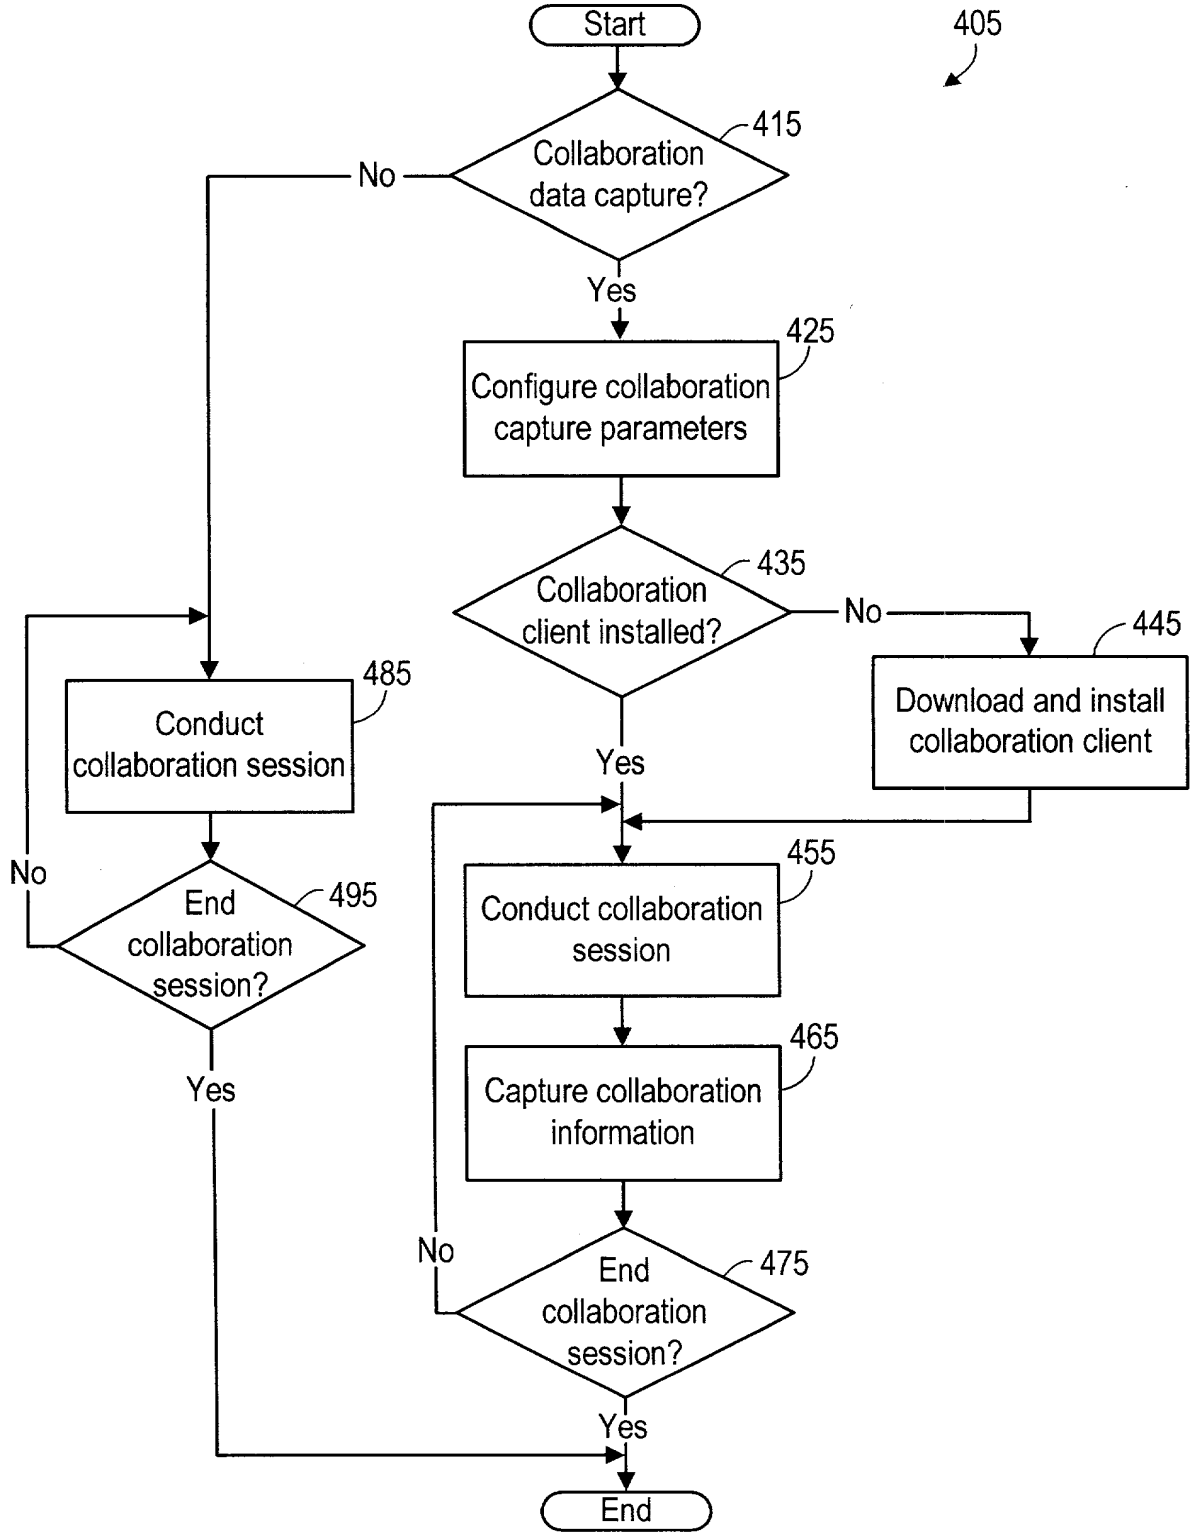 Start
405
415
Collaboration
data capture?
No
Yes
425
Configure collaboration
capture parameters
435
Collaboration
client installed?
No
445
Download and install
collaboration client
485
Conduct
collaboration session
Yes
455
Conduct collaboration
session
No
495
End
collaboration
session?
465
Capture collaboration
information
Yes
No
475
End
collaboration
session?
Yes
End